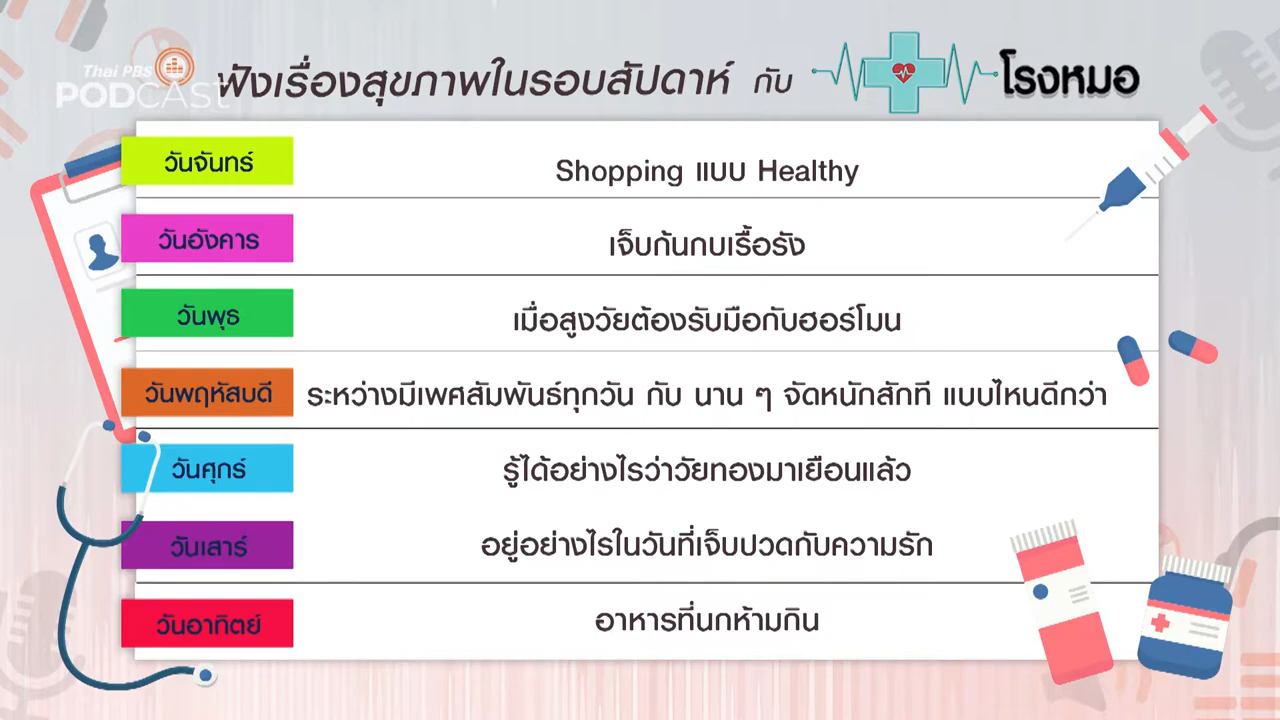 Thai PBS
PODCAST
ฟังเรื่องสุขภาพในรอบสัปดาห์ กับ โรงหมอ
วันจันทร์ Shopping แบบ Healthy
วันอังคาร เจ็บก้นกบเรื้อรัง
วันพุธ เมื่อสูงวัยต้องรับมือกับฮอร์โมน
วันพฤหัสบดี ระหว่างมีเพศสัมพันธ์ทุกวัน กับ นาน ๆ จัดหนักสักที แบบไหนดีกว่า
วันศุกร์ รู้ได้อย่างไรว่าวัยทองมาเยือนแล้ว
วันเสาร์ อยู่อย่างไรในวันที่เจ็บปวดกับความรัก
วันอาทิตย์ อาหารที่นกห้ามกิน